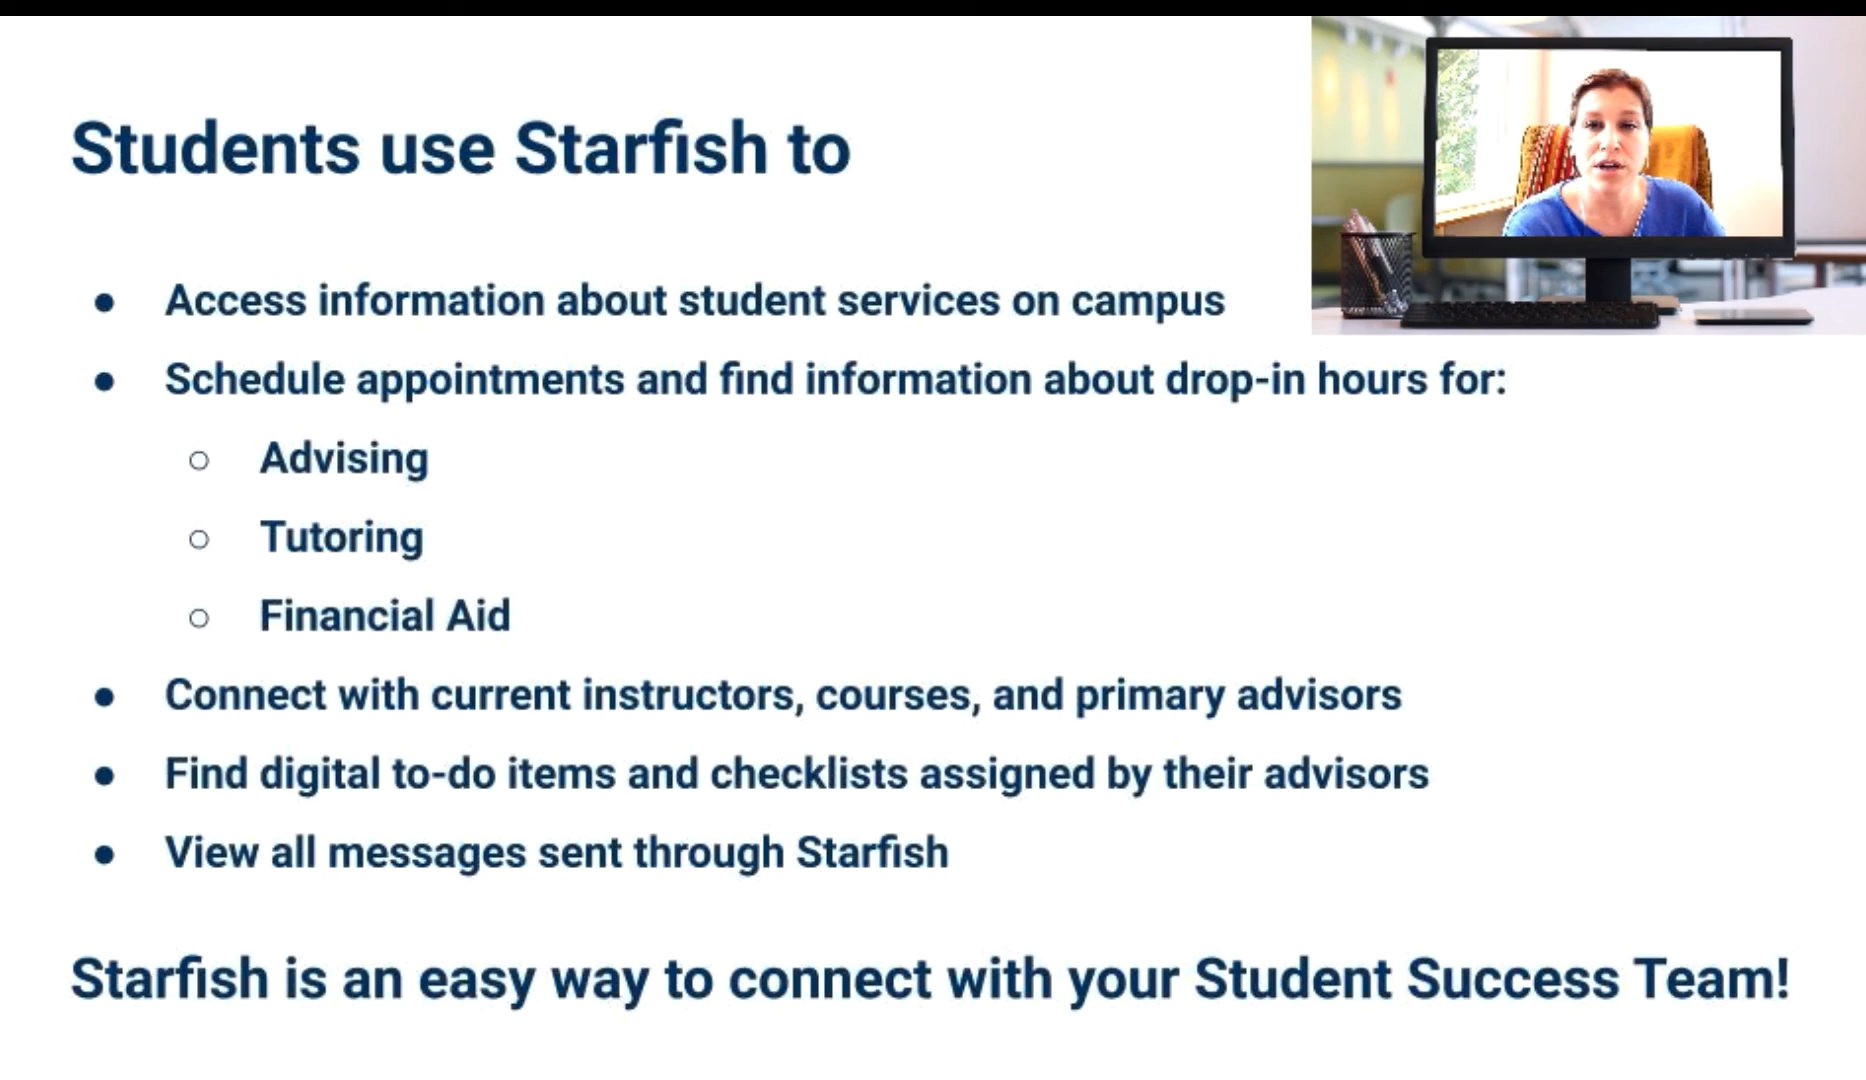 Students use Starfish to
● Access information about student services on campus
● Schedule appointments and find information about drop-in hours for:
○ Advising
○ Tutoring
○ Financial Aid
● Connect with current instructors, courses, and primary advisors
● Find digital to-do items and checklists assigned by their advisors
● View all messages sent through Starfish
Starfish is an easy way to connect with your Student Success Team!